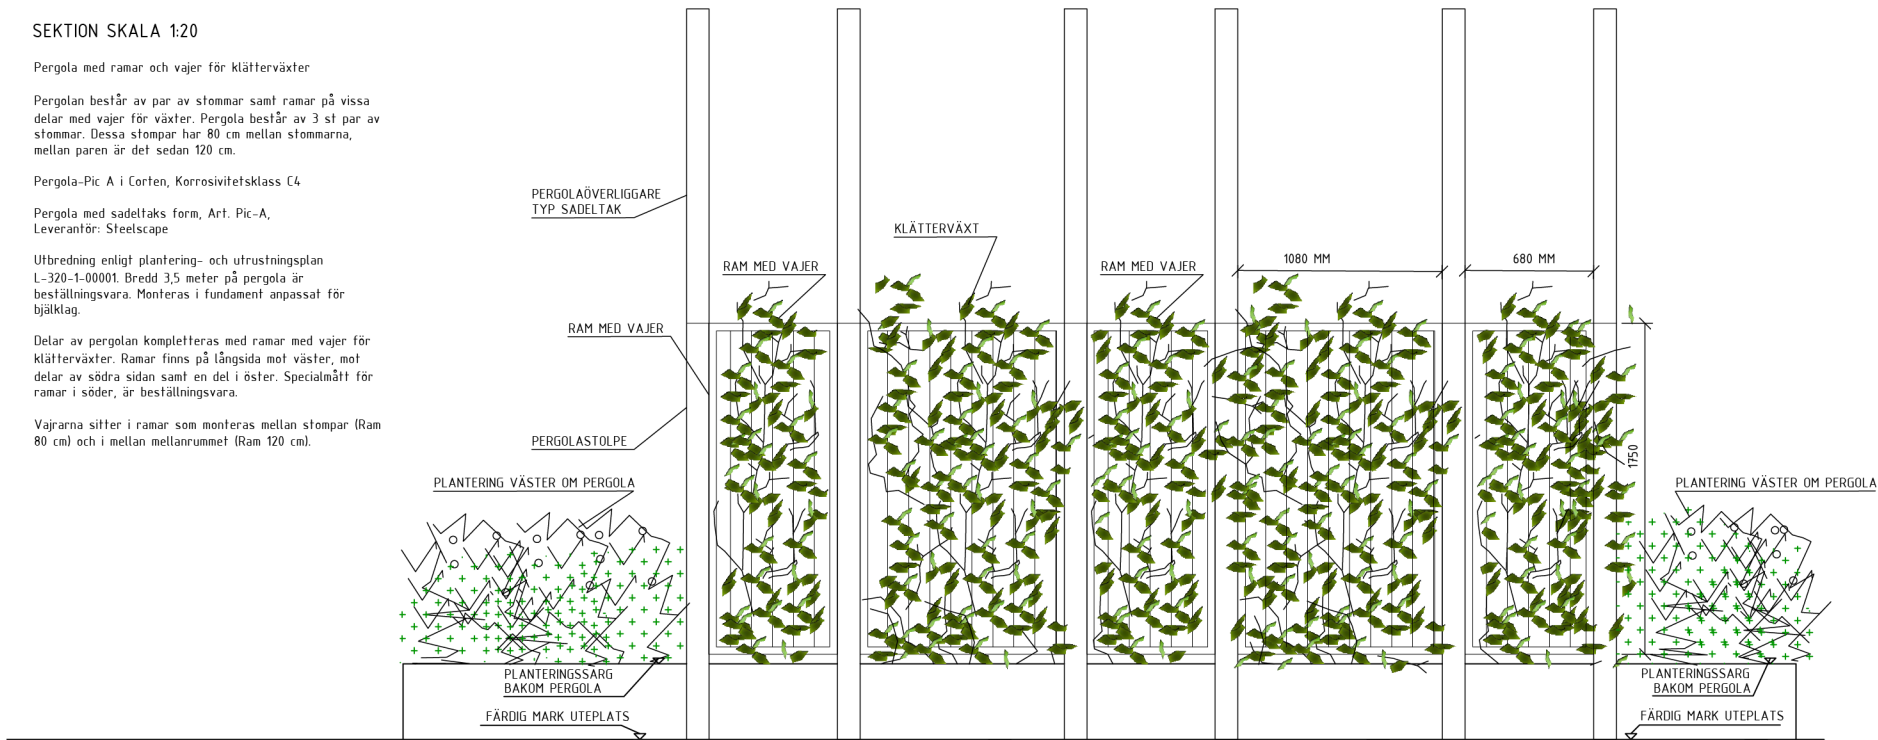 SEKTION SKALA 1:20
Pergola med ramar och vajer för klätterväxter
Pergolan består av par av stommar samt ramar på vissa
delar med vajer för växter. Pergola består av 3 st par av
stommar. Dessa stompar har 80 cm mellan stommarna,
mellan paren är det sedan 120 cm.
Pergola-Pic A i Corten, Korrosivitetsklass C4
Pergola med sadeltaks form, Art. Pic-A,
Leverantör: Steelscape
Utbredning enligt plantering- och utrustningsplan
L-320-1-00001. Bredd 3,5 meter på pergola är
beställningsvara. Monteras i fundament anpassat för
bjälklag.
Delar av pergolan kompletteras med ramar med vajer för
klätterväxter. Ramar finns på långsida mot väster, mot
delar av södra sidan samt en del i öster. Specialmått för
ramar i söder, är beställningsvara.
Vajrarna sitter i ramar som monteras mellan stompar (Ram
80 cm) och i mellan mellanrummet (Ram 120 cm).
PERGOLAÖVERLIGGARE
TYP SADELTAK
KLÄTTERVÄXT
RAM MED VAJER
RAM MED VAJER
1080 MM
680 MM
RAM MED VAJER
PERGOLASTOLPE
1750
PLANTERING VÄSTER OM PERGOLA
PLANTERING VÄSTER OM PERGOLA
PLANTERINGSSARG
BAKOM PERGOLA
PLANTERINGSSARG
BAKOM PERGOLA
FÄRDIG MARK UTEPLATS
FÄRDIG MARK UTEPLATS